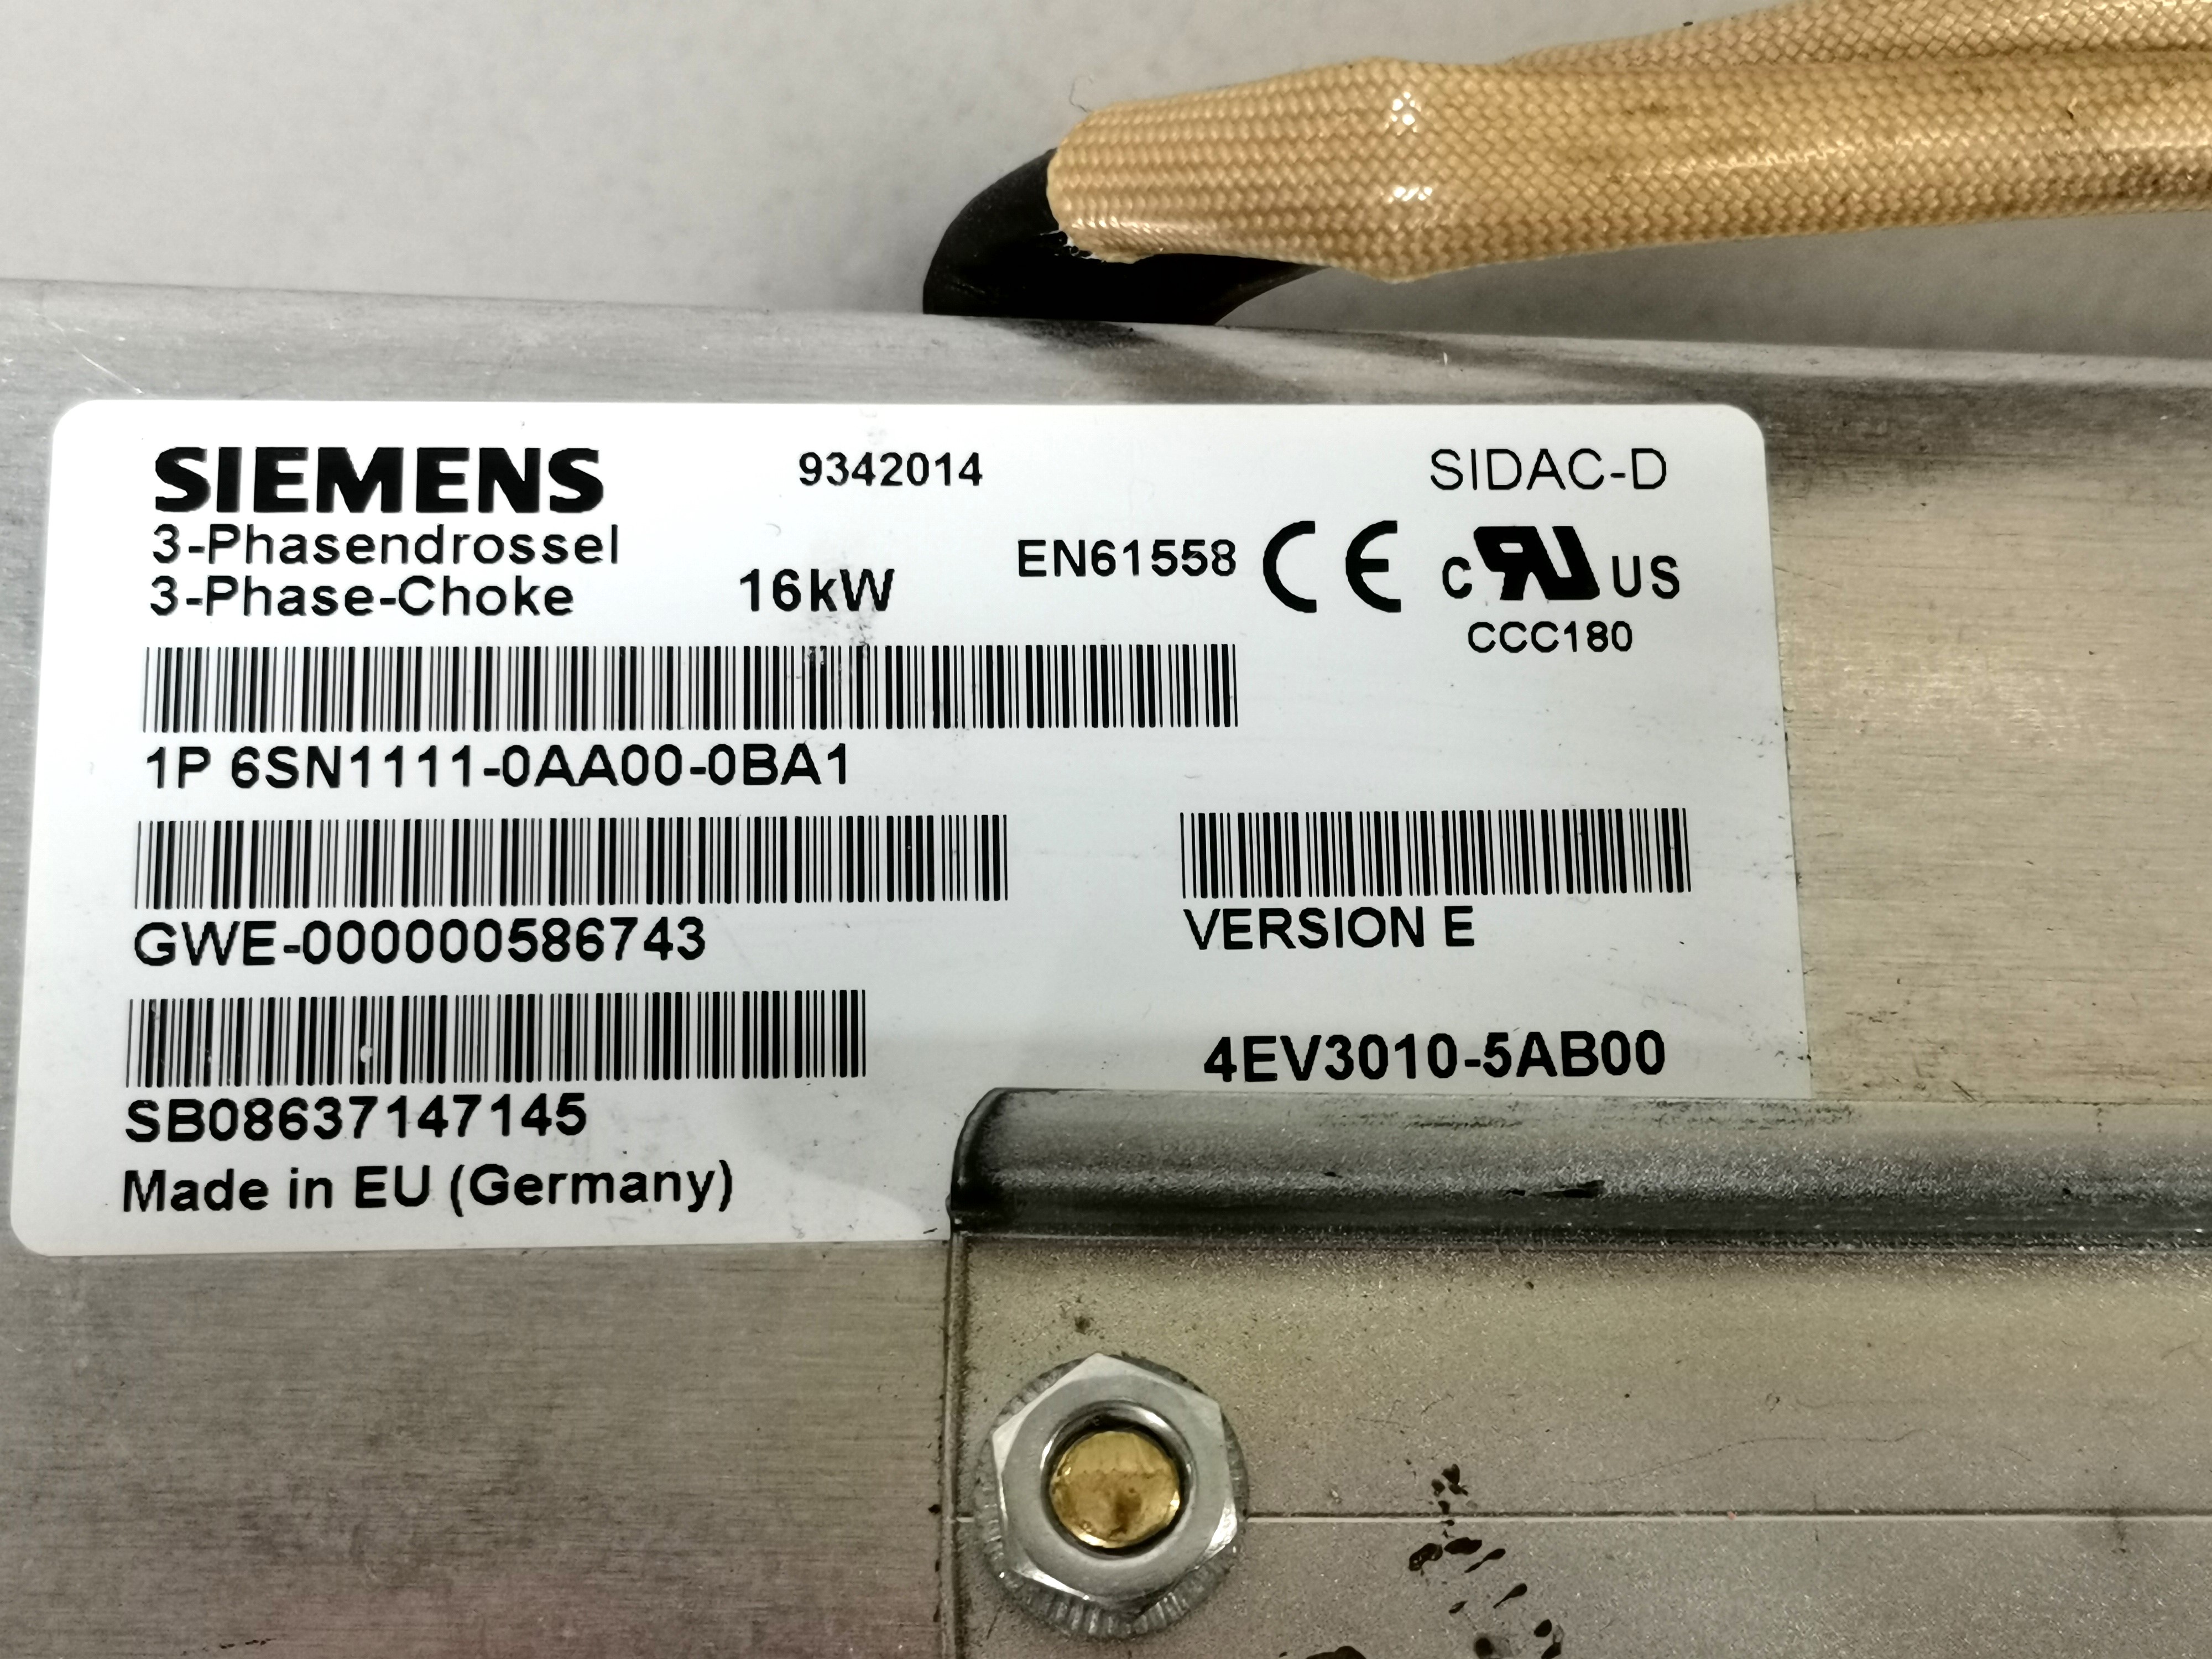 SIEMENS 9342014 SIDAC-D
3-Phasendrossel
3-Phase-Choke 16kW EN61558 CE c RU US
CCC180
1P 6SN1111-0AA00-0BA1
GWE-000000586743 VERSION E
SB08637147145 4EV3010-5AB00
Made in EU (Germany)